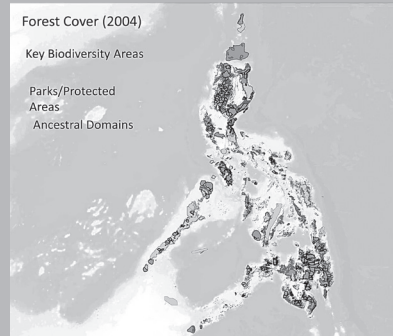 Forest Cover (2004)
Key Biodiversity Areas
Parks/Protected
Areas
Ancestral Domains